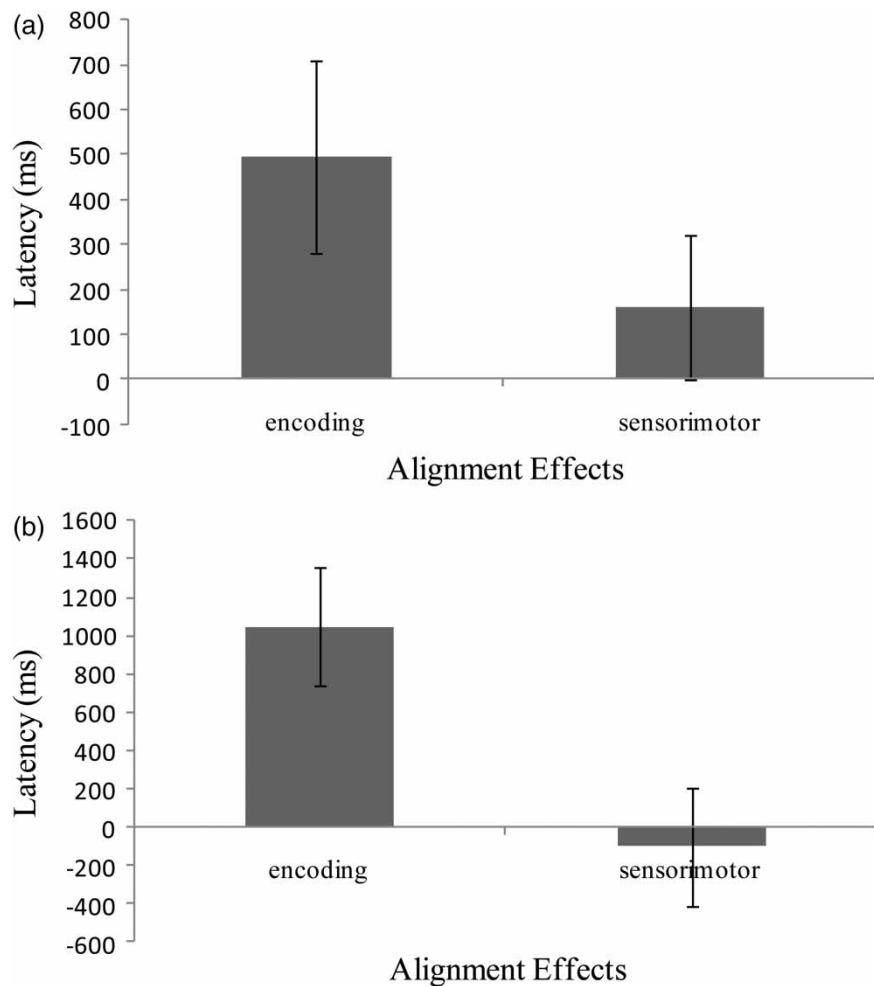 (a)
Latency (ms)
800
700
600
500
400
300
200
100
0
-100
encoding sensorimotor
Alignment Effects
(b)
Latency (ms)
1600
1400
1200
1000
800
600
400
200
0
-200
-400
-600
encoding sensorimotor
Alignment Effects